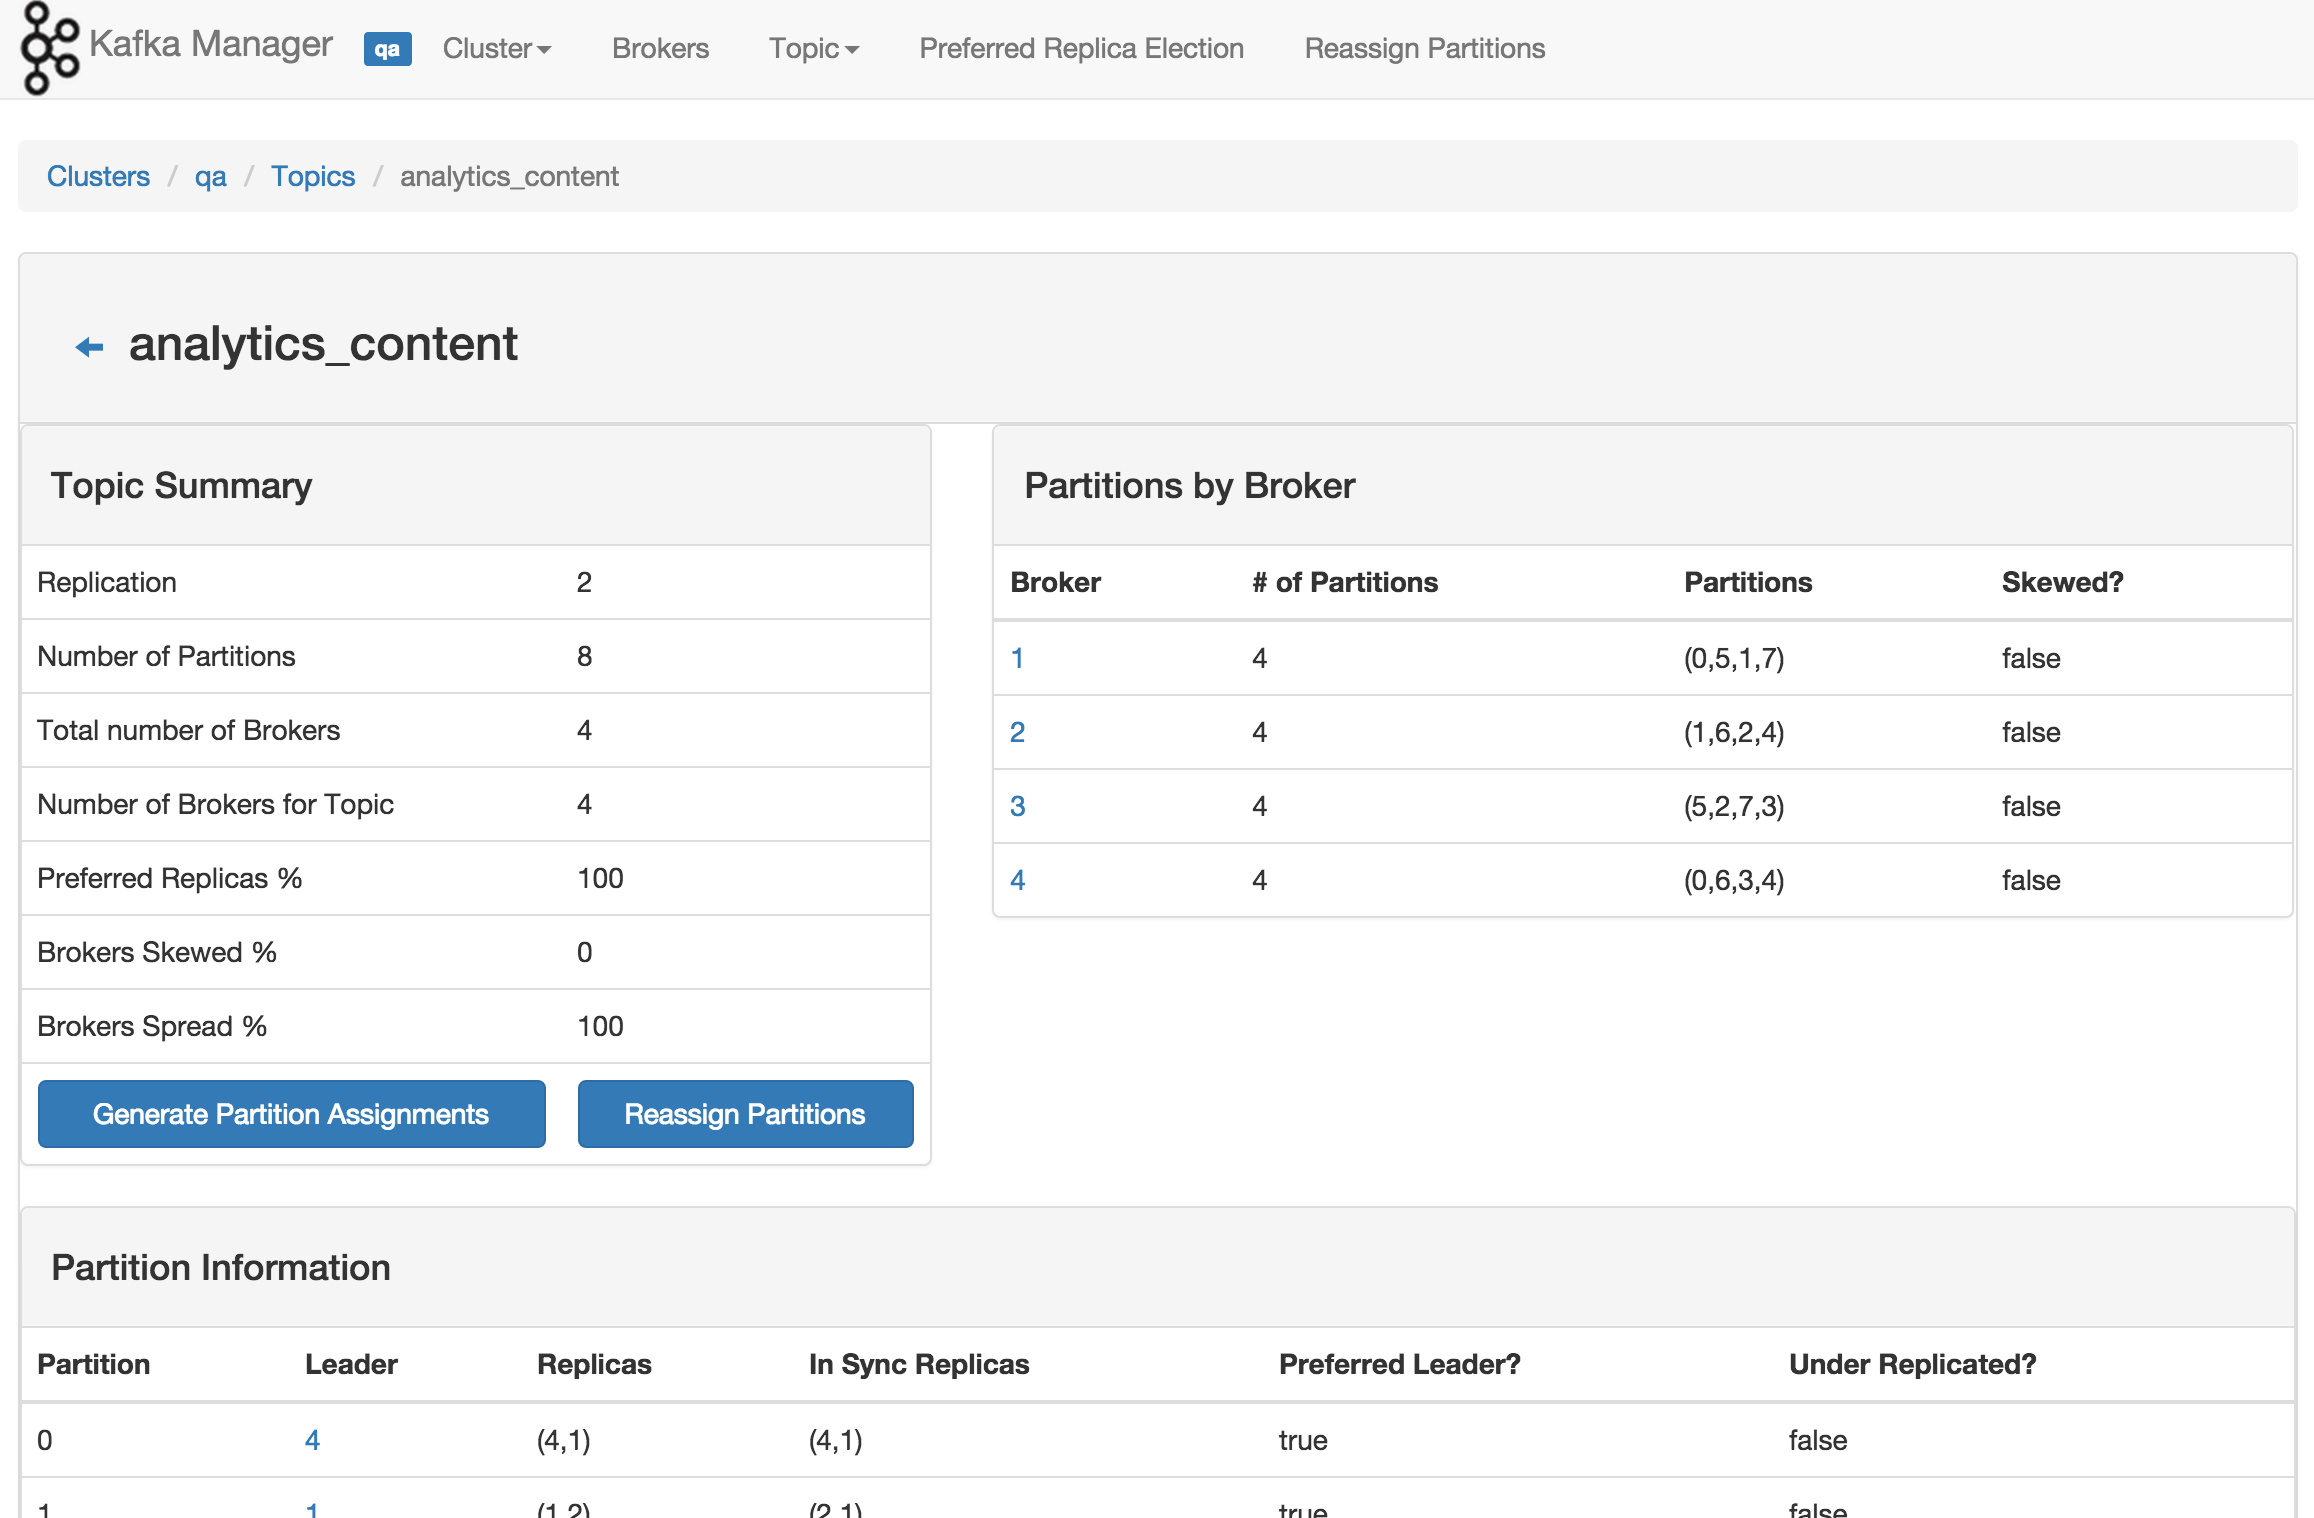 Kafka Manager qa Cluster Brokers Topic Preferred Replica Election Reassign Partitions
Clusters / qa / Topics / analytics_content
analytics_content
Topic Summary
Replication 2
Number of Partitions 8
Total number of Brokers 4
Number of Brokers for Topic 4
Preferred Replicas % 100
Brokers Skewed % 0
Brokers Spread % 100
Generate Partition Assignments Reassign Partitions
Partitions by Broker
Broker # of Partitions Partitions Skewed?
1 4 (0,5,1,7) false
2 4 (1,6,2,4) false
3 4 (5,2,7,3) false
4 4 (0,6,3,4) false
Partition Information
Partition Leader Replicas In Sync Replicas Preferred Leader? Under Replicated?
0 4 (4,1) (4,1) true false
1 1 (1,2) (2,1) true false